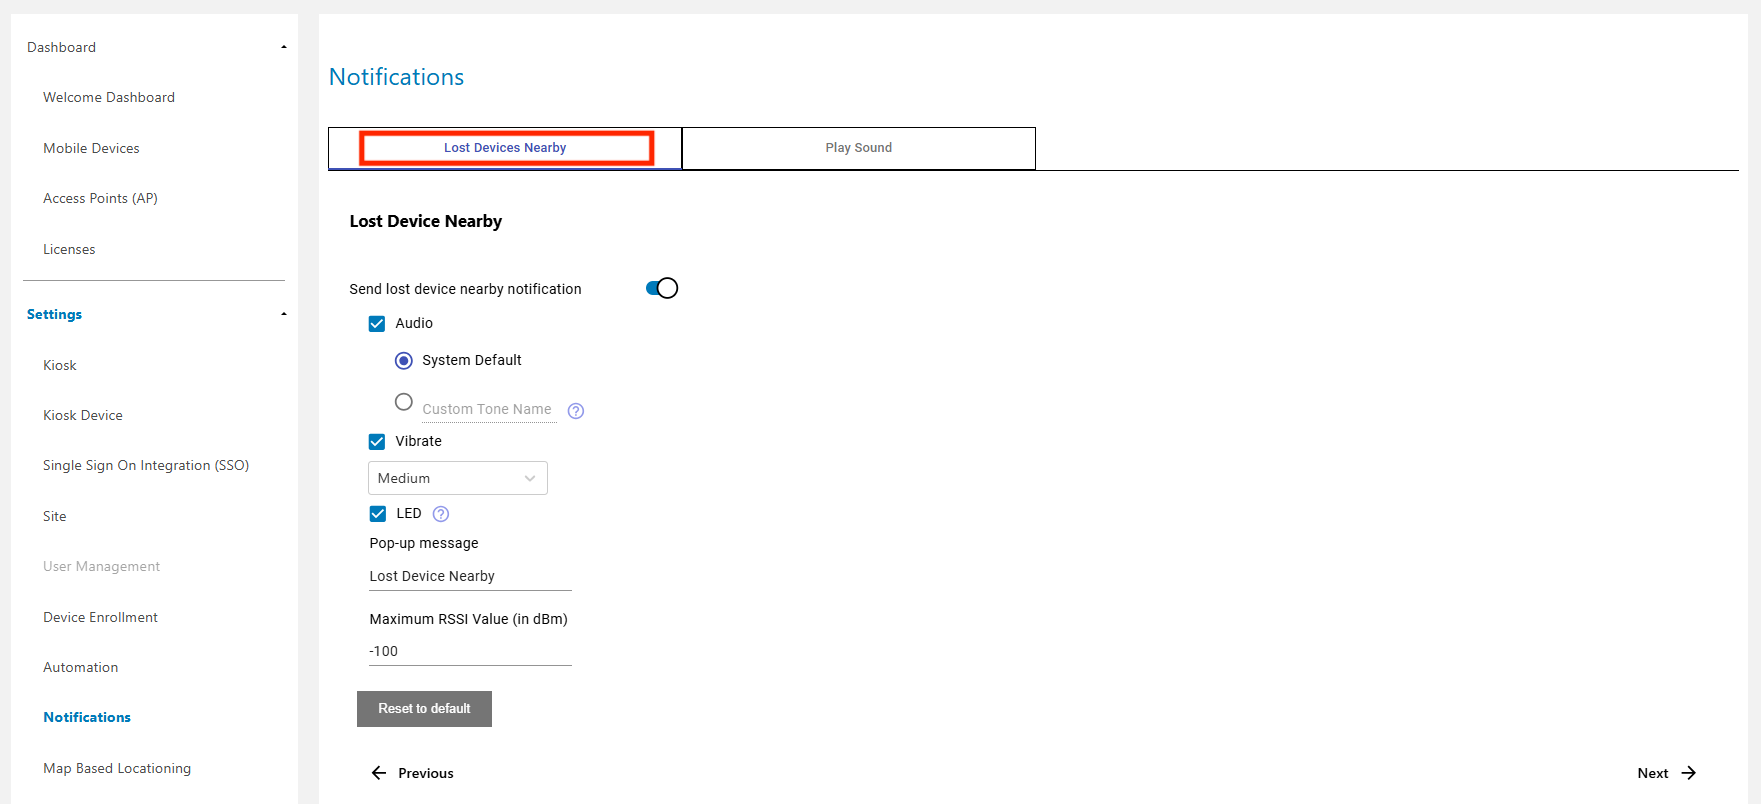 Dashboard
Welcome Dashboard
Mobile Devices
Access Points (AP)
Licenses
Settings
Kiosk
Kiosk Device
Single Sign On Integration (SSO)
Site
User Management
Device Enrollment
Automation
Notifications
Map Based Locationing
Notifications
Lost Devices Nearby
Play Sound
Lost Device Nearby
Send lost device nearby notification
Audio
System Default
Custom Tone Name ?
Vibrate
Medium
LED ?
Pop-up message
Lost Device Nearby
Maximum RSSI Value (in dBm)
-100
Reset to default
Previous
Next